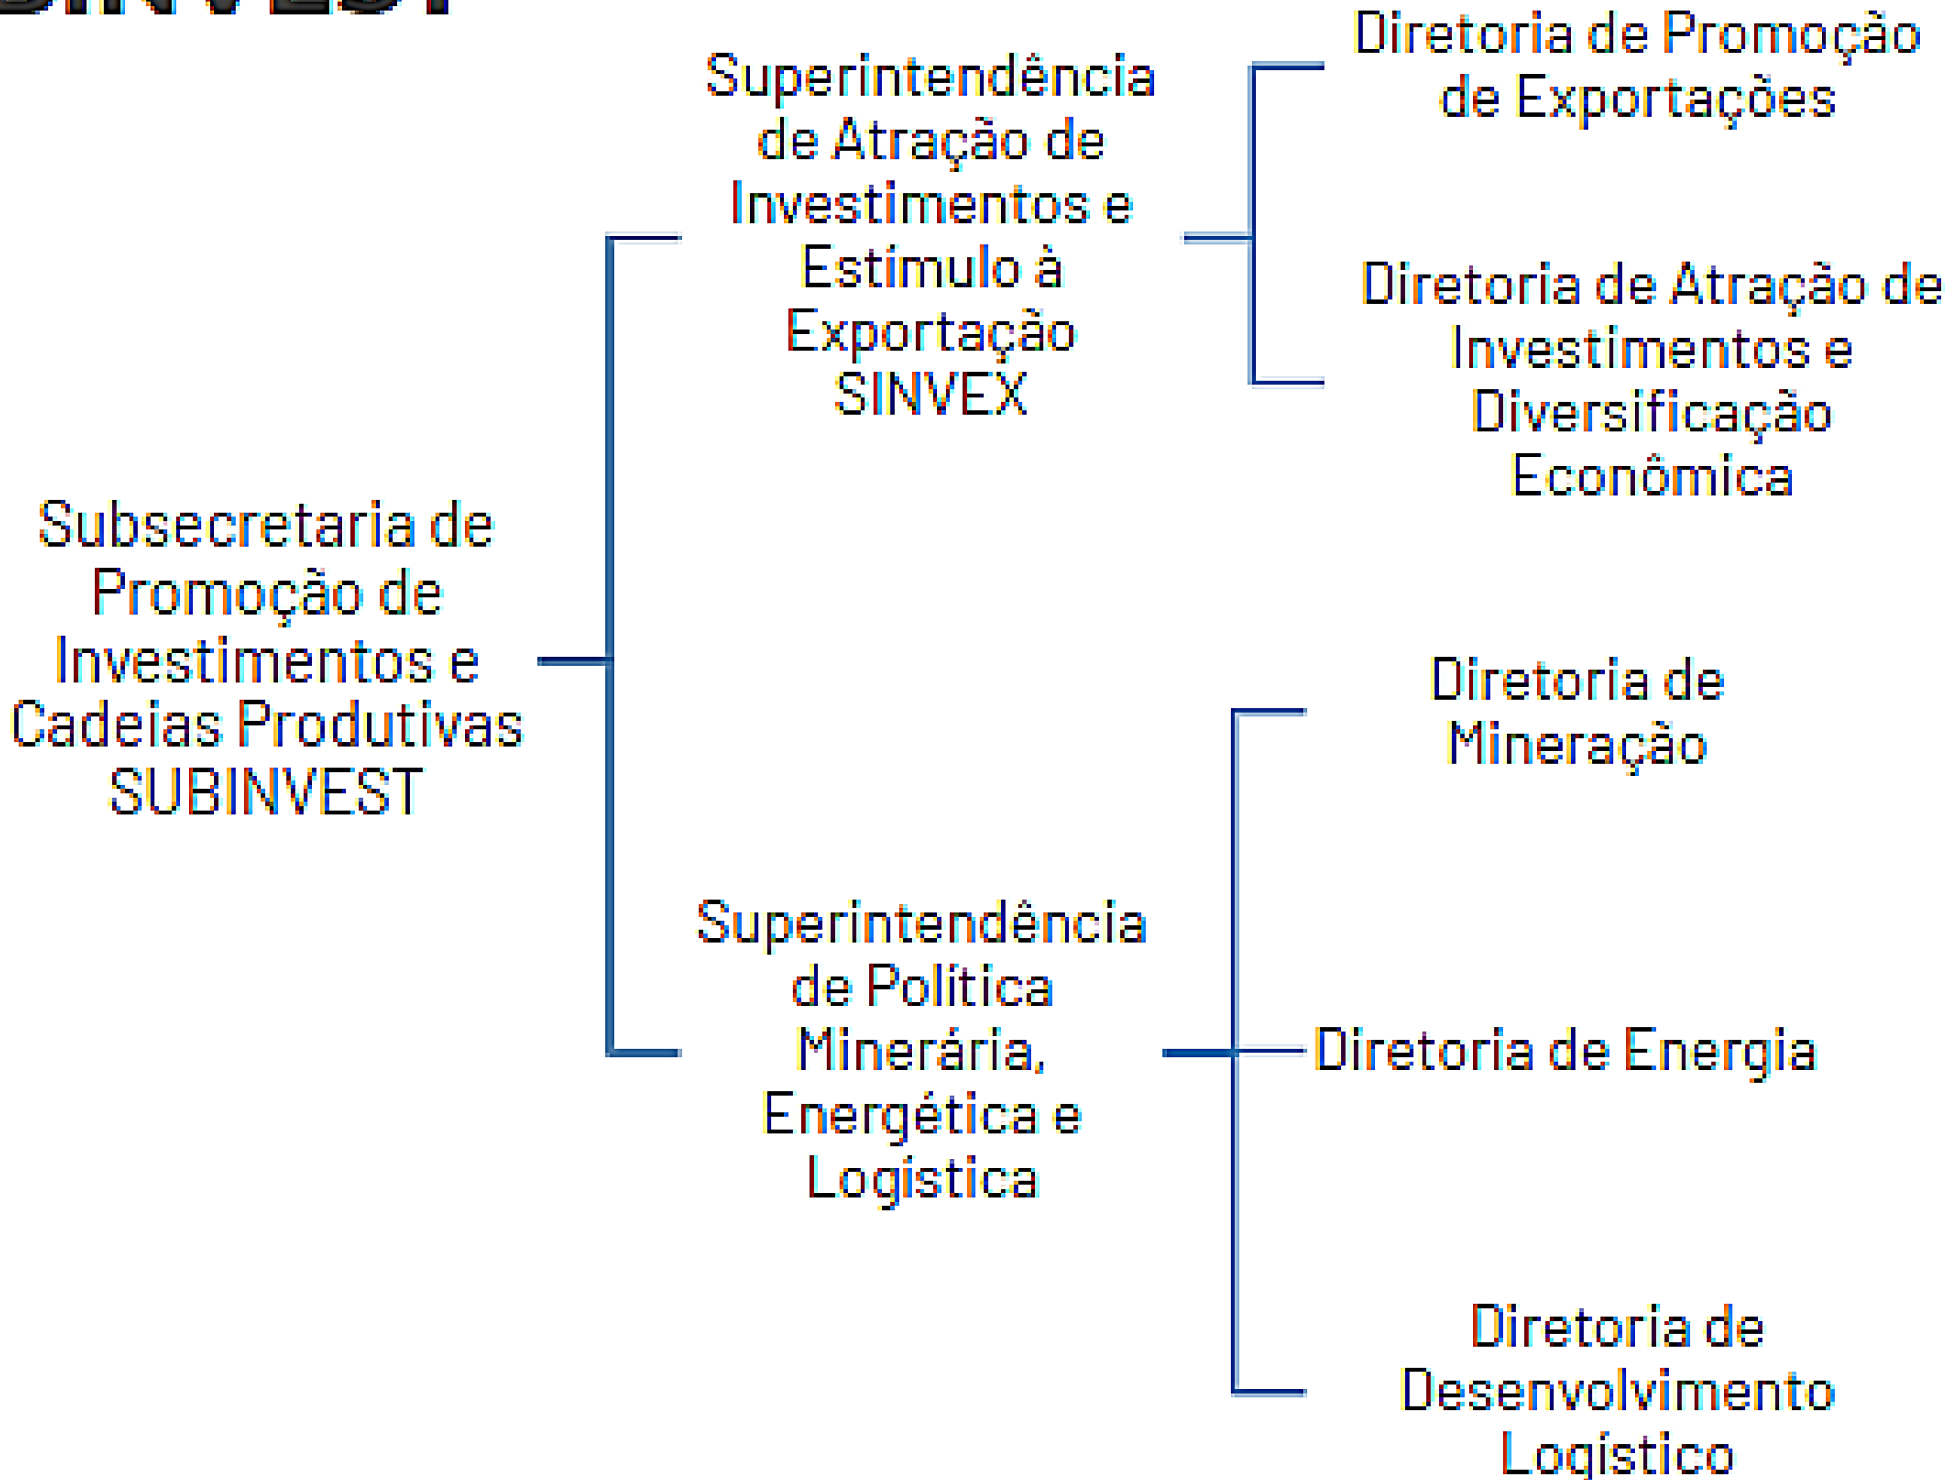 Subsecretaria de
Promoção de
Investimentos e
Cadeias Produtivas
SUBINVEST
Superintendência
de Atração de
Investimentos e
Estimulo à
Exportação
SINVEX
Diretoria de Promoção
de Exportações
Diretoria de Atração de
Investimentos e
Diversificação
Econômica
Superintendência
de Política
Minerária,
Energética e
Logística
Diretoria de
Mineração
Diretoria de Energia
Diretoria de
Desenvolvimento
Logístico